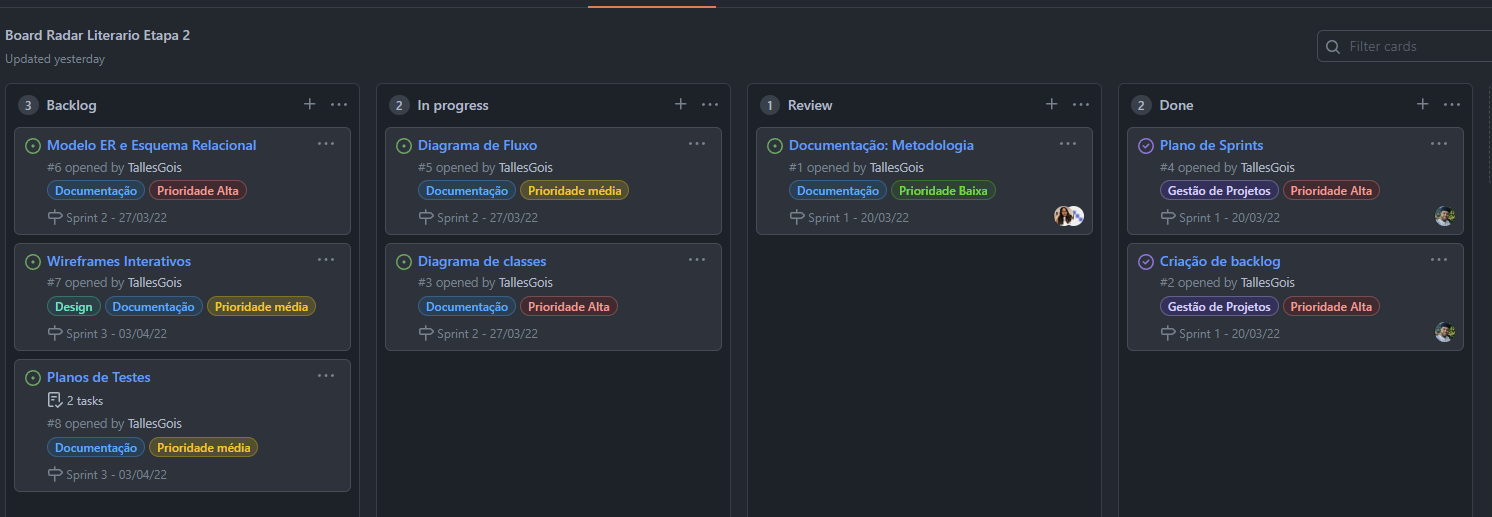 Board Radar Literario Etapa 2
Updated yesterday
Filter cards
3 Backlog
Modelo ER e Esquema Relacional
#6 opened by TallesGois
Documentação Prioridade Alta
Sprint 2 - 27/03/22
Wireframes Interativos
#7 opened by TallesGois
Design Documentação Prioridade média
Sprint 3 - 03/04/22
Planos de Testes
2 tasks
#8 opened by TallesGois
Documentação Prioridade média
Sprint 3 - 03/04/22
2 In progress
Diagrama de Fluxo
#5 opened by TallesGois
Documentação Prioridade média
Sprint 2 - 27/03/22
Diagrama de classes
#3 opened by TallesGois
Documentação Prioridade Alta
Sprint 2 - 27/03/22
1 Review
Documentação: Metodologia
#1 opened by TallesGois
Documentação Prioridade Baixa
Sprint 1 - 20/03/22
2 Done
Plano de Sprints
#4 opened by TallesGois
Gestão de Projetos Prioridade Alta
Sprint 1 - 20/03/22
Criação de backlog
#2 opened by TallesGois
Gestão de Projetos Prioridade Alta
Sprint 1 - 20/03/22